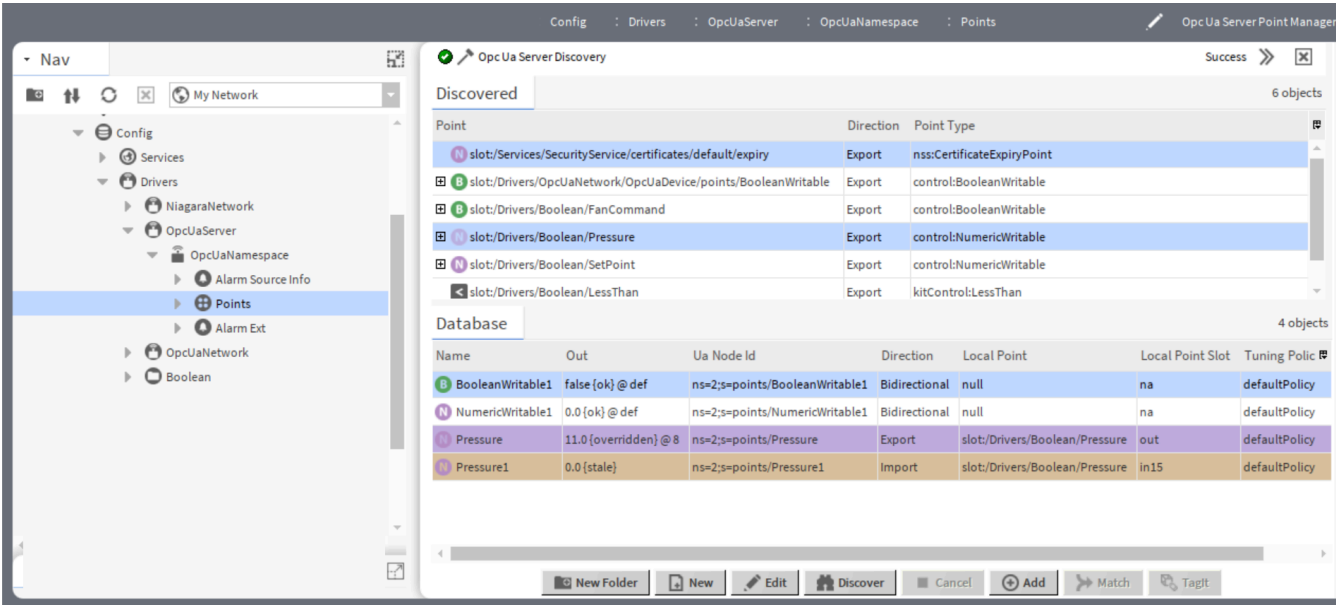 Config : Drivers : OpcUaServer : OpcUaNamespace : Points Opc Ua Server Point Manager
Nav
My Network
Config
Services
Drivers
NiagaraNetwork
OpcUaServer
OpcUaNamespace
Alarm Source Info
Points
Alarm Ext
OpcUaNetwork
Boolean
Opc Ua Server Discovery Success
Discovered 6 objects
Point Direction Point Type
N slot:/Services/SecurityService/certificates/default/expiry Export nss:CertificateExpiryPoint
B slot:/Drivers/OpcUaNetwork/OpcUaDevice/points/BooleanWritable Export control:BooleanWritable
B slot:/Drivers/Boolean/FanCommand Export control:BooleanWritable
N slot:/Drivers/Boolean/Pressure Export control:NumericWritable
N slot:/Drivers/Boolean/SetPoint Export control:NumericWritable
< slot:/Drivers/Boolean/LessThan Export kitControl:LessThan
Database 4 objects
Name Out Ua Node Id Direction Local Point Local Point Slot Tuning Polic
B BooleanWritable1 false {ok} @ def ns=2;s=points/BooleanWritable1 Bidirectional null na defaultPolicy
N NumericWritable1 0.0 {ok} @ def ns=2;s=points/NumericWritable1 Bidirectional null na defaultPolicy
N Pressure 11.0 {overridden} @ 8 ns=2;s=points/Pressure Export slot:/Drivers/Boolean/Pressure out defaultPolicy
N Pressure1 0.0 {stale} ns=2;s=points/Pressure1 Import slot:/Drivers/Boolean/Pressure in15 defaultPolicy
New Folder New Edit Discover Cancel Add Match TagIt